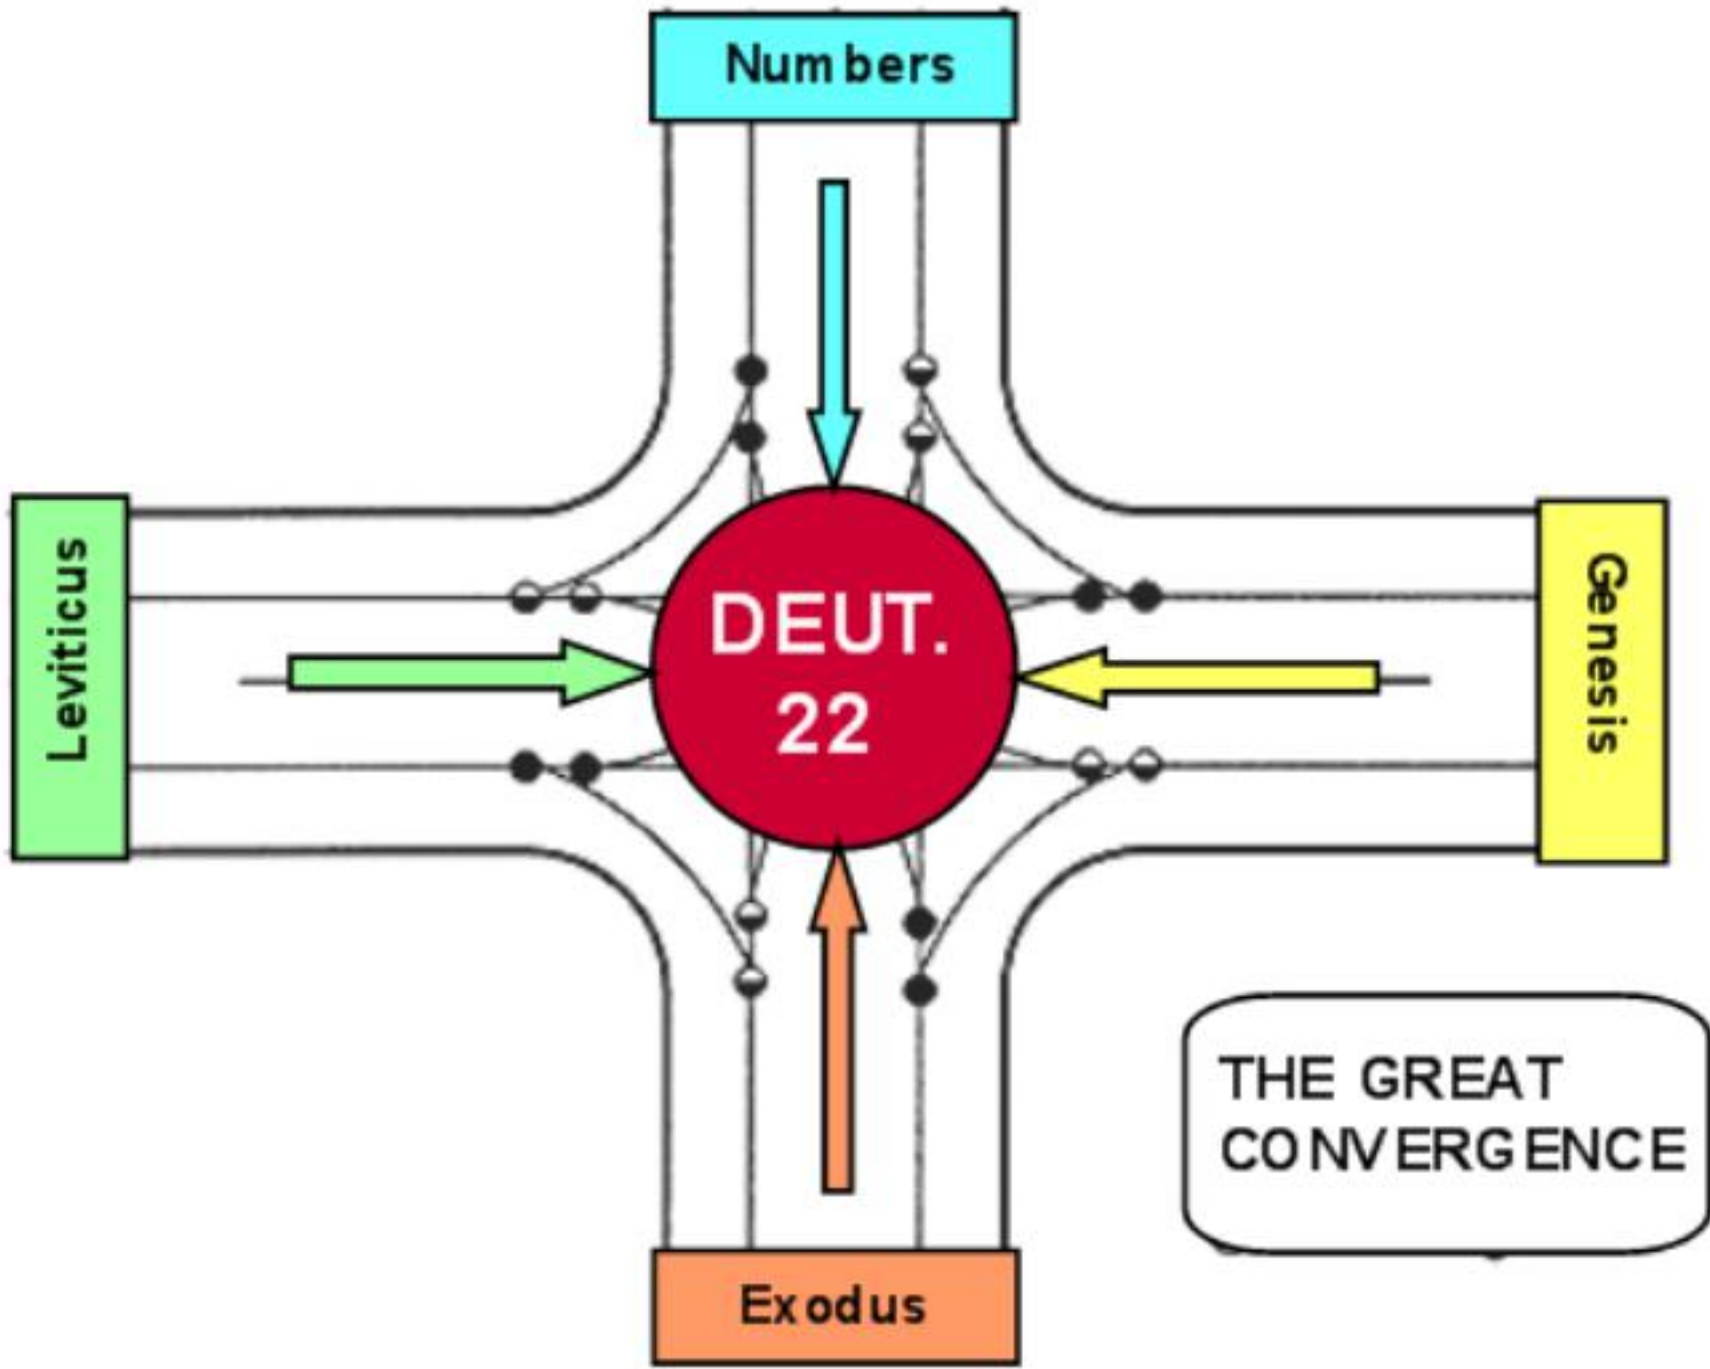 Numbers
Leviticus
DEUT.
22
Genesis
THE GREAT
CONVERGENCE
Exodus